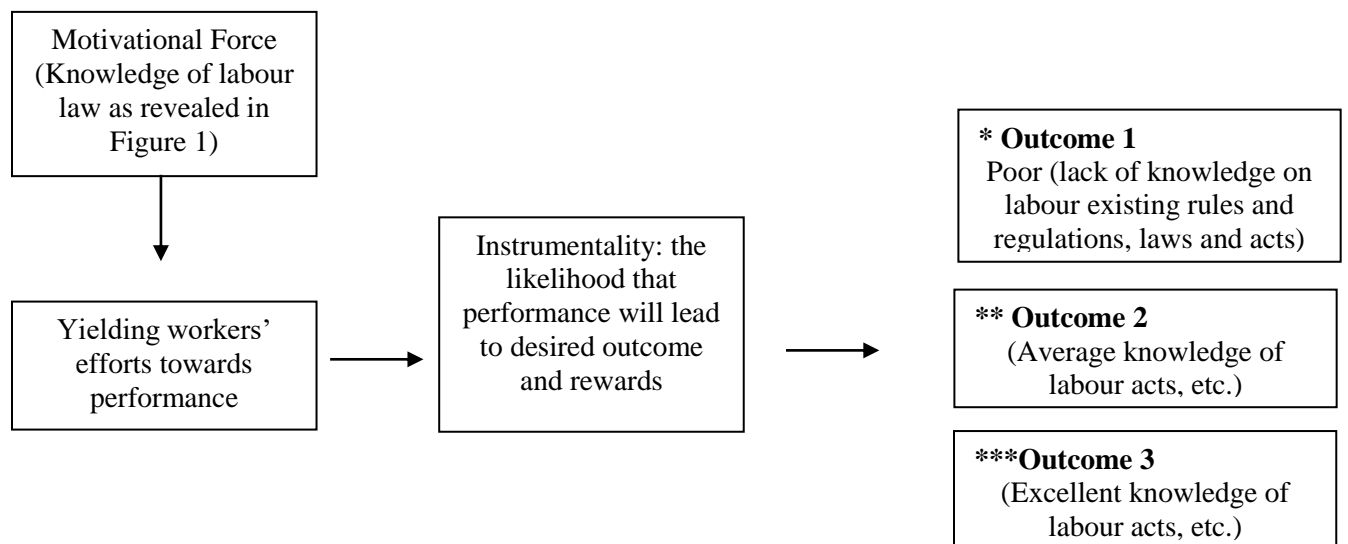 Motivational Force
(Knowledge of labour
law as revealed in
Figure 1)
Yielding workers’
efforts towards
performance
Instrumentality: the
likelihood that
performance will lead
to desired outcome
and rewards
* Outcome 1
Poor (lack of knowledge on
labour existing rules and
regulations, laws and acts)
** Outcome 2
(Average knowledge of
labour acts, etc.)
***Outcome 3
(Excellent knowledge of
labour acts, etc.)